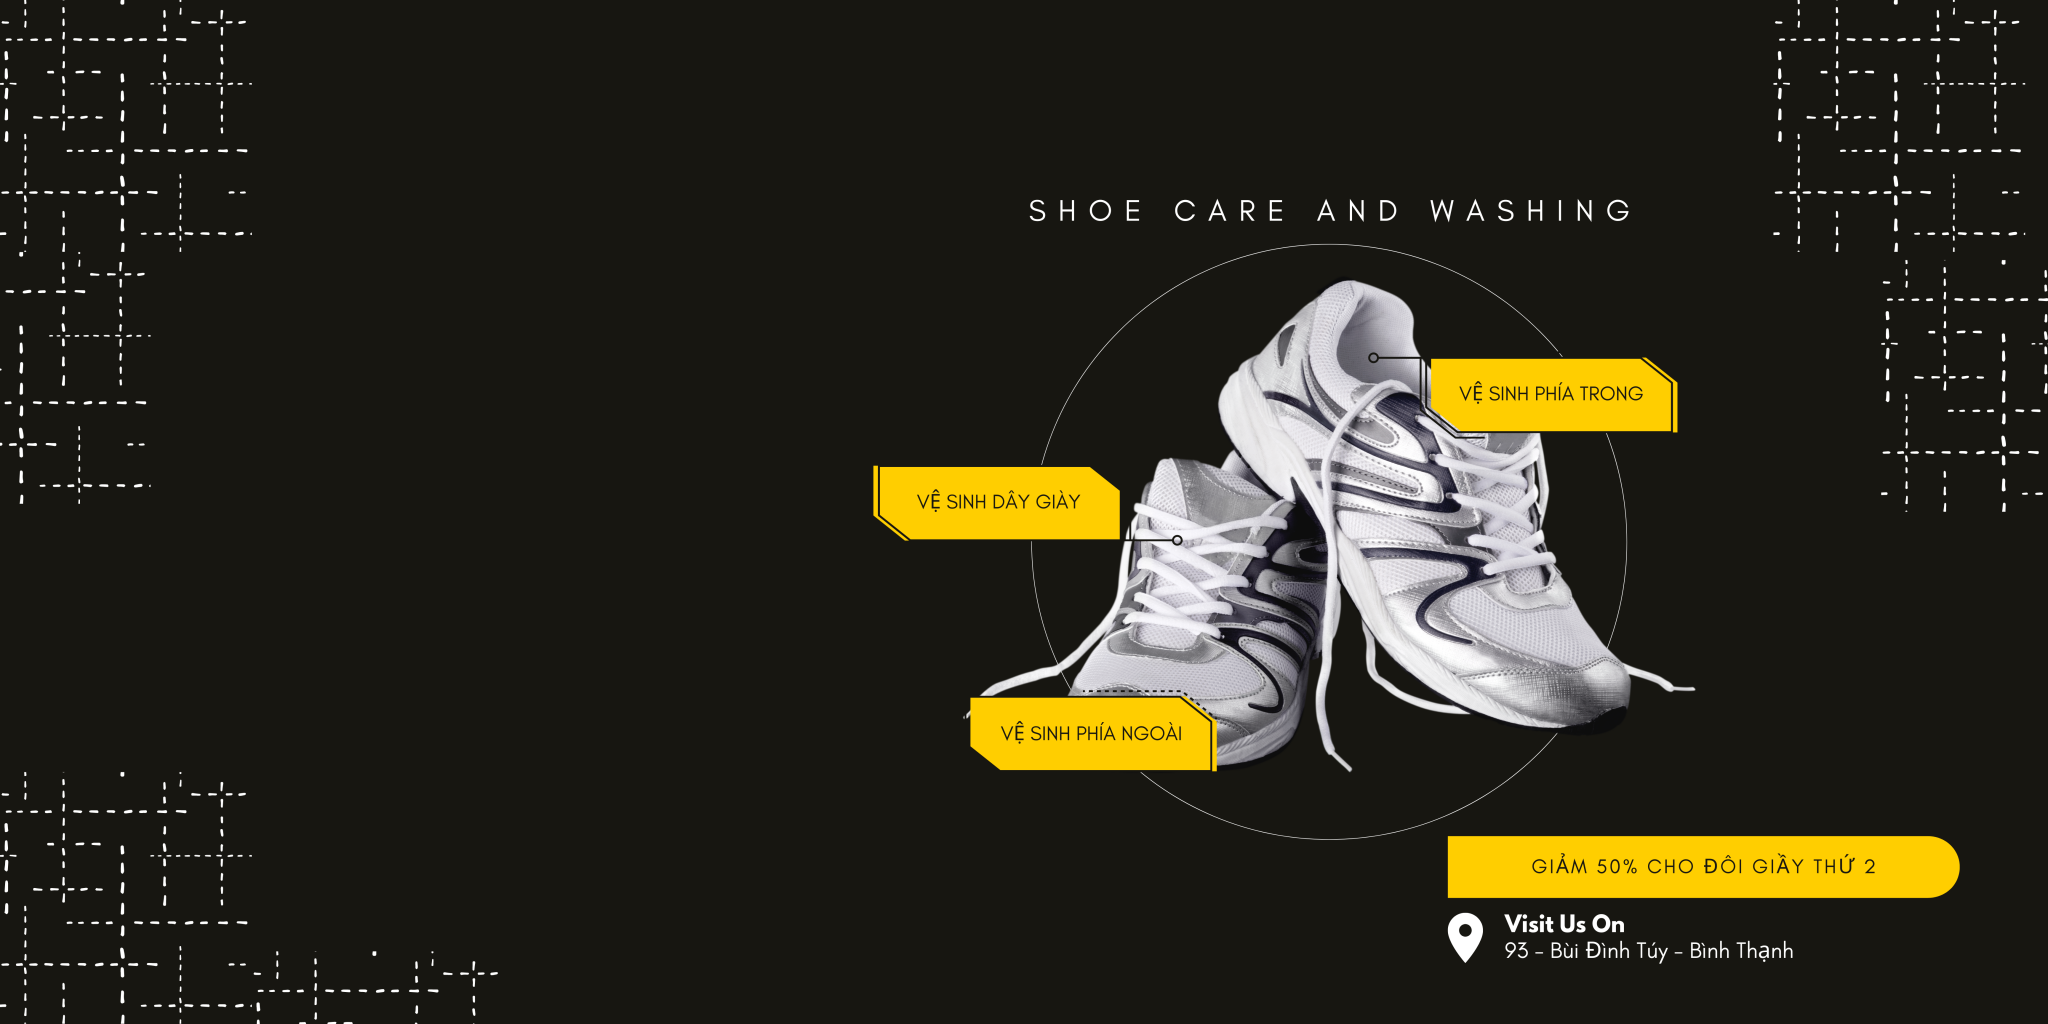 SHOE CARE AND WASHING
VỆ SINH PHÍA TRONG
VỆ SINH DÂY GIÀY
VỆ SINH PHÍA NGOÀI
GIẢM 50% CHO ĐÔI GIẦY THỨ 2
Visit Us On
93 - Bùi Đình Túy - Bình Thạnh